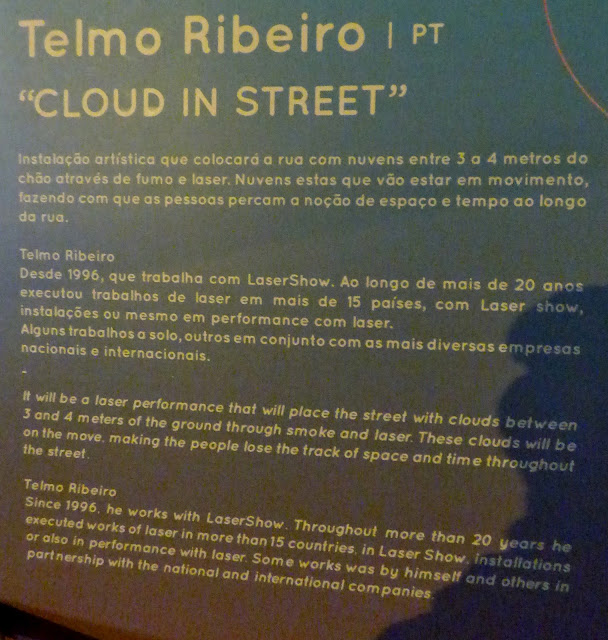 Telmo Ribeiro | PT
“CLOUD IN STREET”
Instalação artística que colocará a rua com nuvens entre 3 a 4 metros do
chão através de fumo e laser. Nuvens estas que vão estar em movimento,
fazendo com que as pessoas percam a noção de espaço e tempo ao longo
da rua.
Telmo Ribeiro
Desde 1996, que trabalha com LaserShow. Ao longo de mais de 20 anos
executou trabalhos de laser em mais de 15 países, com Laser show,
instalações ou mesmo em performance com laser.
Alguns trabalhos a solo, outros em conjunto com as mais diversas empresas
nacionais e internacionais.
-
It will be a laser performance that will place the street with clouds between
3 and 4 meters of the ground through smoke and laser. These clouds will be
on the move, making the people lose the track of space and time throughout
the street.
Telmo Ribeiro
Since 1996, he works with LaserShow. Throughout more than 20 years he
executed works of laser in more than 15 countries, in Laser Show, installations
or also in performance with laser. Some works was by himself and others in
partnership with the national and international companies.